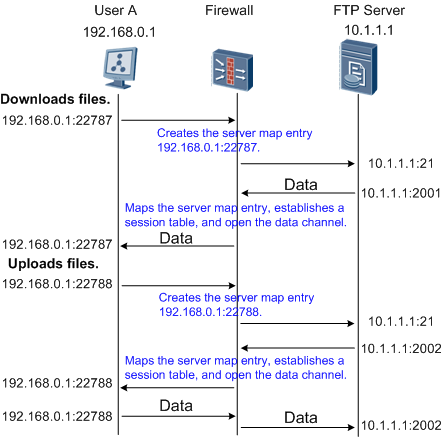 User A Firewall FTP Server
192.168.0.1 10.1.1.1
Downloads files.
192.168.0.1:22787
Creates the server map entry
192.168.0.1:22787.
10.1.1.1:21
Data
10.1.1.1:2001
Maps the server map entry, establishes a
session table, and open the data channel.
192.168.0.1:22787 Data
Uploads files.
192.168.0.1:22788
Creates the server map entry
192.168.0.1:22788.
10.1.1.1:21
10.1.1.1:2002
Maps the server map entry, establishes a
session table, and open the data channel.
192.168.0.1:22788
192.168.0.1:22788 Data
Data 10.1.1.1:2002